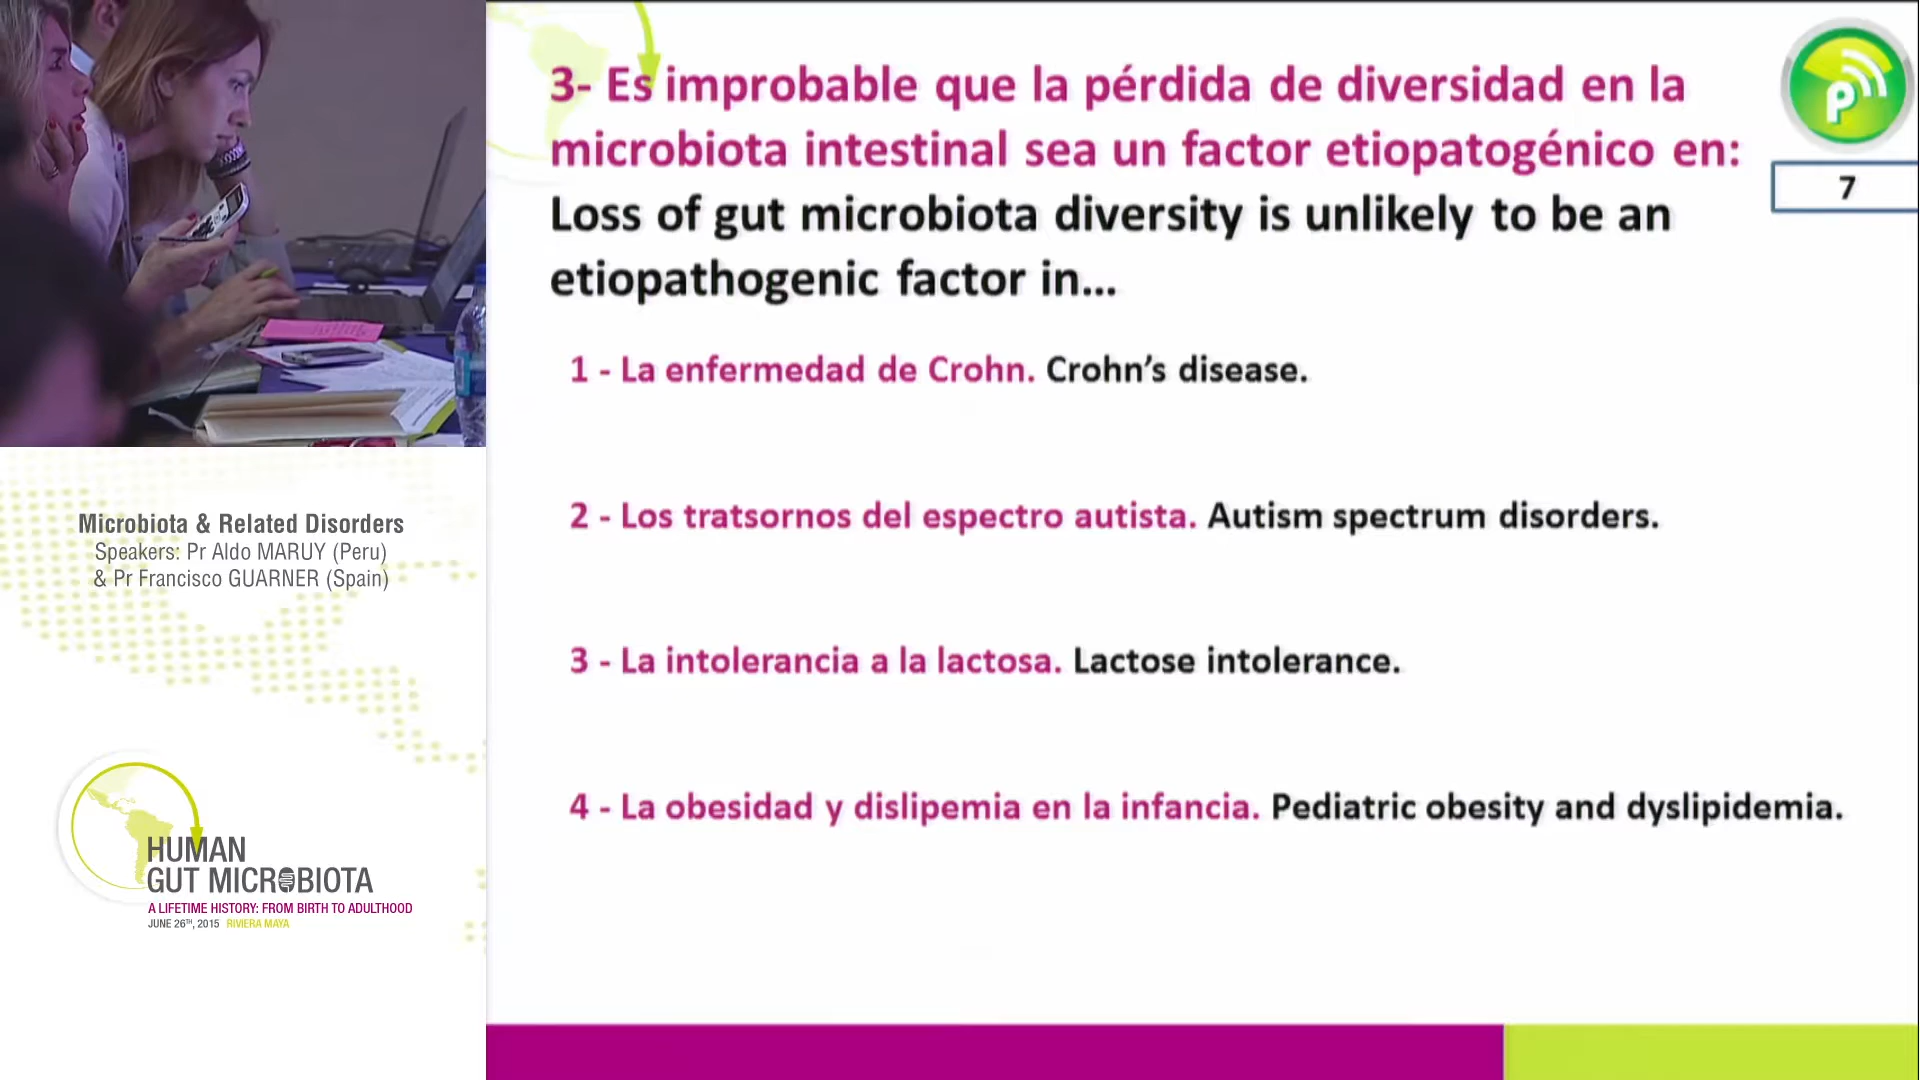 3- Es improbable que la pérdida de diversidad en la
microbiota intestinal sea un factor etiopatogénico en:
Loss of gut microbiota diversity is unlikely to be an
etiopathogenic factor in...
7
1 - La enfermedad de Crohn. Crohn's disease.
2 - Los tratsornos del espectro autista. Autism spectrum disorders.
3 - La intolerancia a la lactosa. Lactose intolerance.
4 - La obesidad y dislipemia en la infancia. Pediatric obesity and dyslipidemia.
Microbiota & Related Disorders
Speakers: Pr Aldo MARUY (Peru)
& Pr Francisco GUARNER (Spain)
HUMAN
GUT MICROBIOTA
A LIFETIME HISTORY: FROM BIRTH TO ADULTHOOD
JUNE 26TH, 2015 RIVIERA MAYA
P